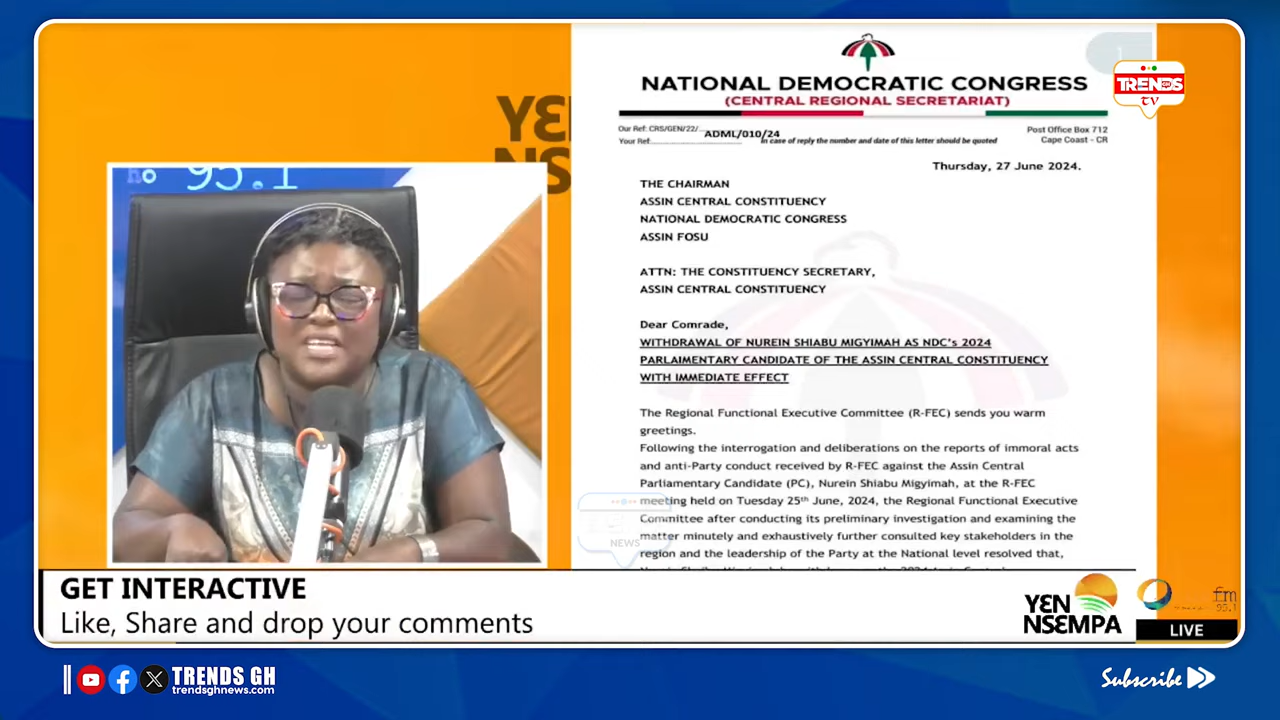 YƐN
NS
95.1
NATIONAL DEMOCRATIC CONGRESS
(CENTRAL REGIONAL SECRETARIAT)
Our Ref: CRS/GEN/22/... ADML/010/24
Your Ref:........................ In case of reply the number and date of this letter should be quoted
Post Office Box 712
Cape Coast - CR
TRENDS
tv
Thursday, 27 June 2024.
THE CHAIRMAN
ASSIN CENTRAL CONSTITUENCY
NATIONAL DEMOCRATIC CONGRESS
ASSIN FOSU
ATTN: THE CONSTITUENCY SECRETARY,
ASSIN CENTRAL CONSTITUENCY
Dear Comrade,
WITHDRAWAL OF NUREIN SHIABU MIGYIMAH AS NDC's 2024
PARLAIMENTARY CANDIDATE OF THE ASSIN CENTRAL CONSTITUENCY
WITH IMMEDIATE EFFECT
The Regional Functional Executive Committee (R-FEC) sends you warm
greetings.
Following the interrogation and deliberations on the reports of immoral acts
and anti-Party conduct received by R-FEC against the Assin Central
Parliamentary Candidate (PC), Nurein Shiabu Migyimah, at the R-FEC
meeting held on Tuesday 25th June, 2024, the Regional Functional Executive
Committee after conducting its preliminary investigation and examining the
matter minutely and exhaustively further consulted key stakeholders in the
region and the leadership of the Party at the National level resolved that,
NEWS
GET INTERACTIVE
Like, Share and drop your comments
YƐN
NSƐMPA
fm
95.1
LIVE
TRENDS GH
trendsghnews.com
Subscribe